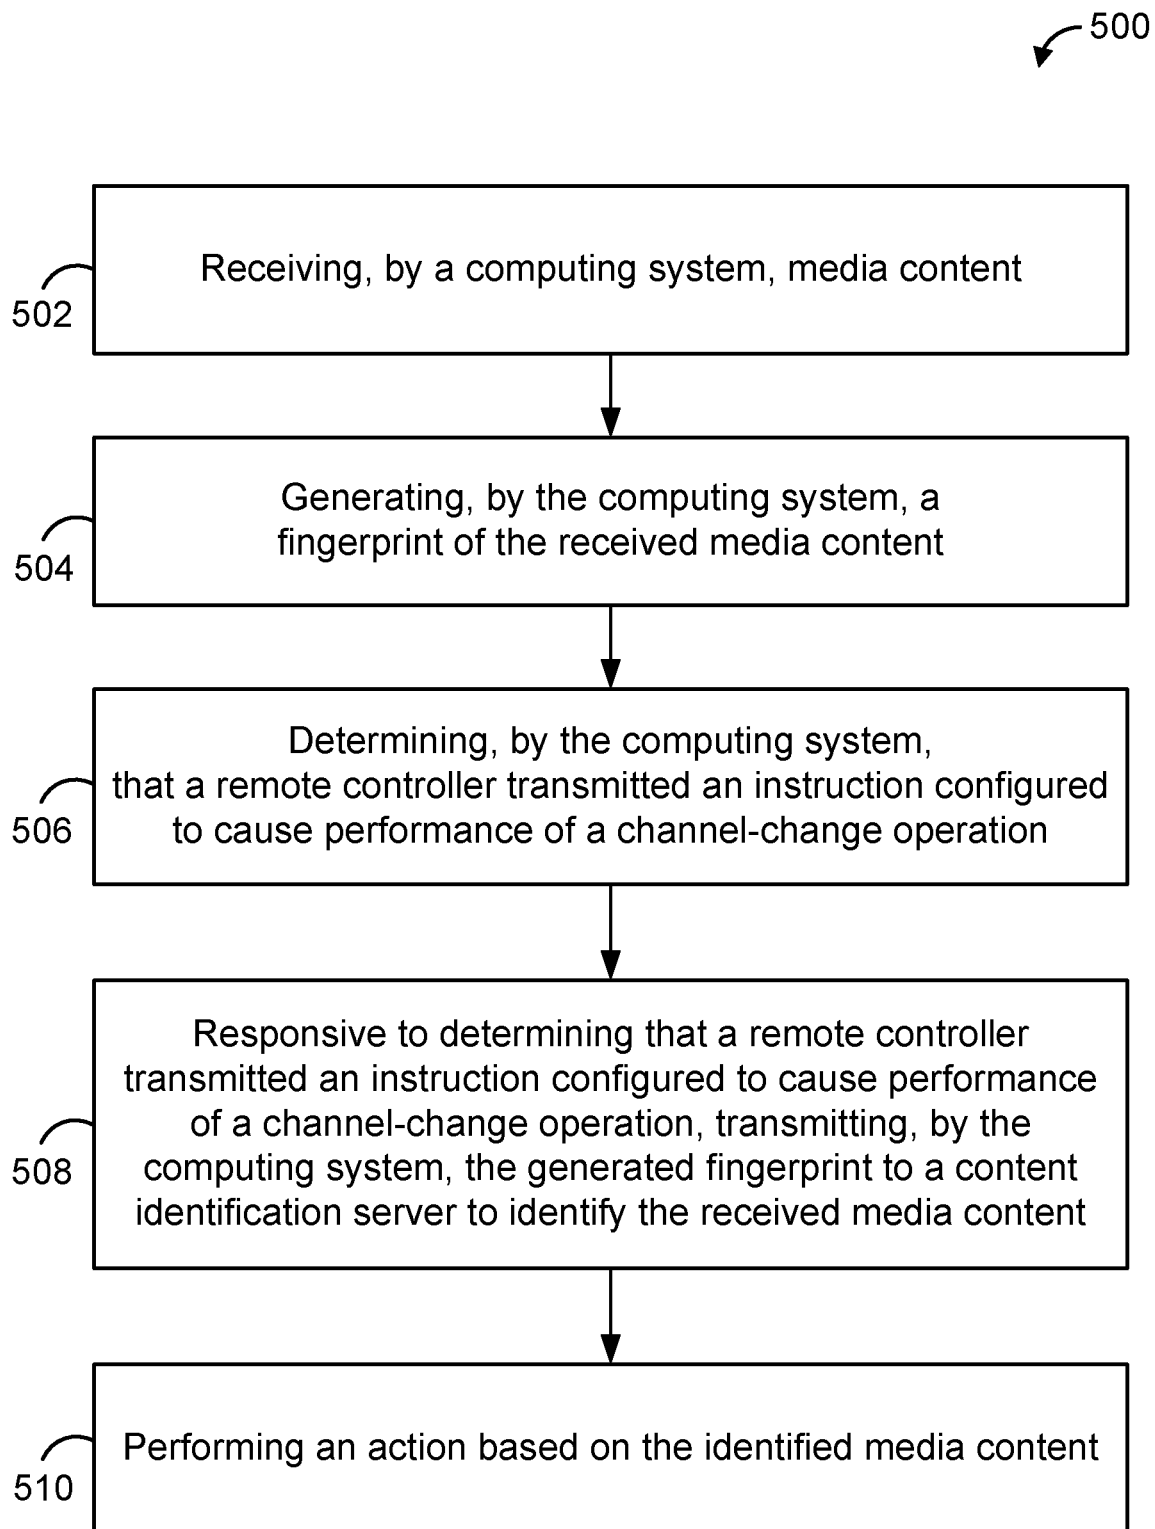 500
Receiving, by a computing system, media content
502
Generating, by the computing system, a
fingerprint of the received media content
504
Determining, by the computing system,
that a remote controller transmitted an instruction configured
to cause performance of a channel-change operation
506
Responsive to determining that a remote controller
transmitted an instruction configured to cause performance
of a channel-change operation, transmitting, by the
computing system, the generated fingerprint to a content
identification server to identify the received media content
508
Performing an action based on the identified media content
510